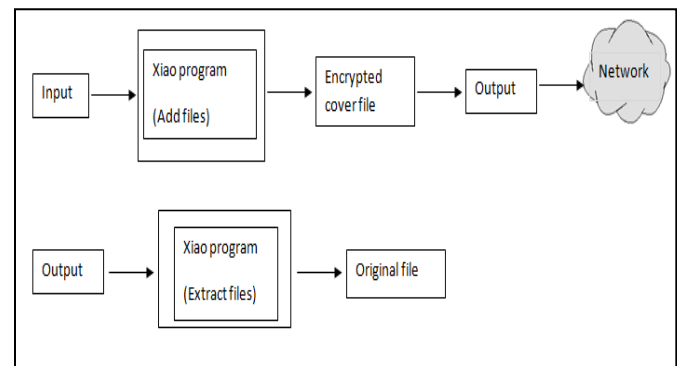 Input
Xiao program
(Add files)
Encrypted
cover file
Output
Network
Output
Xiao program
(Extract files)
Original file